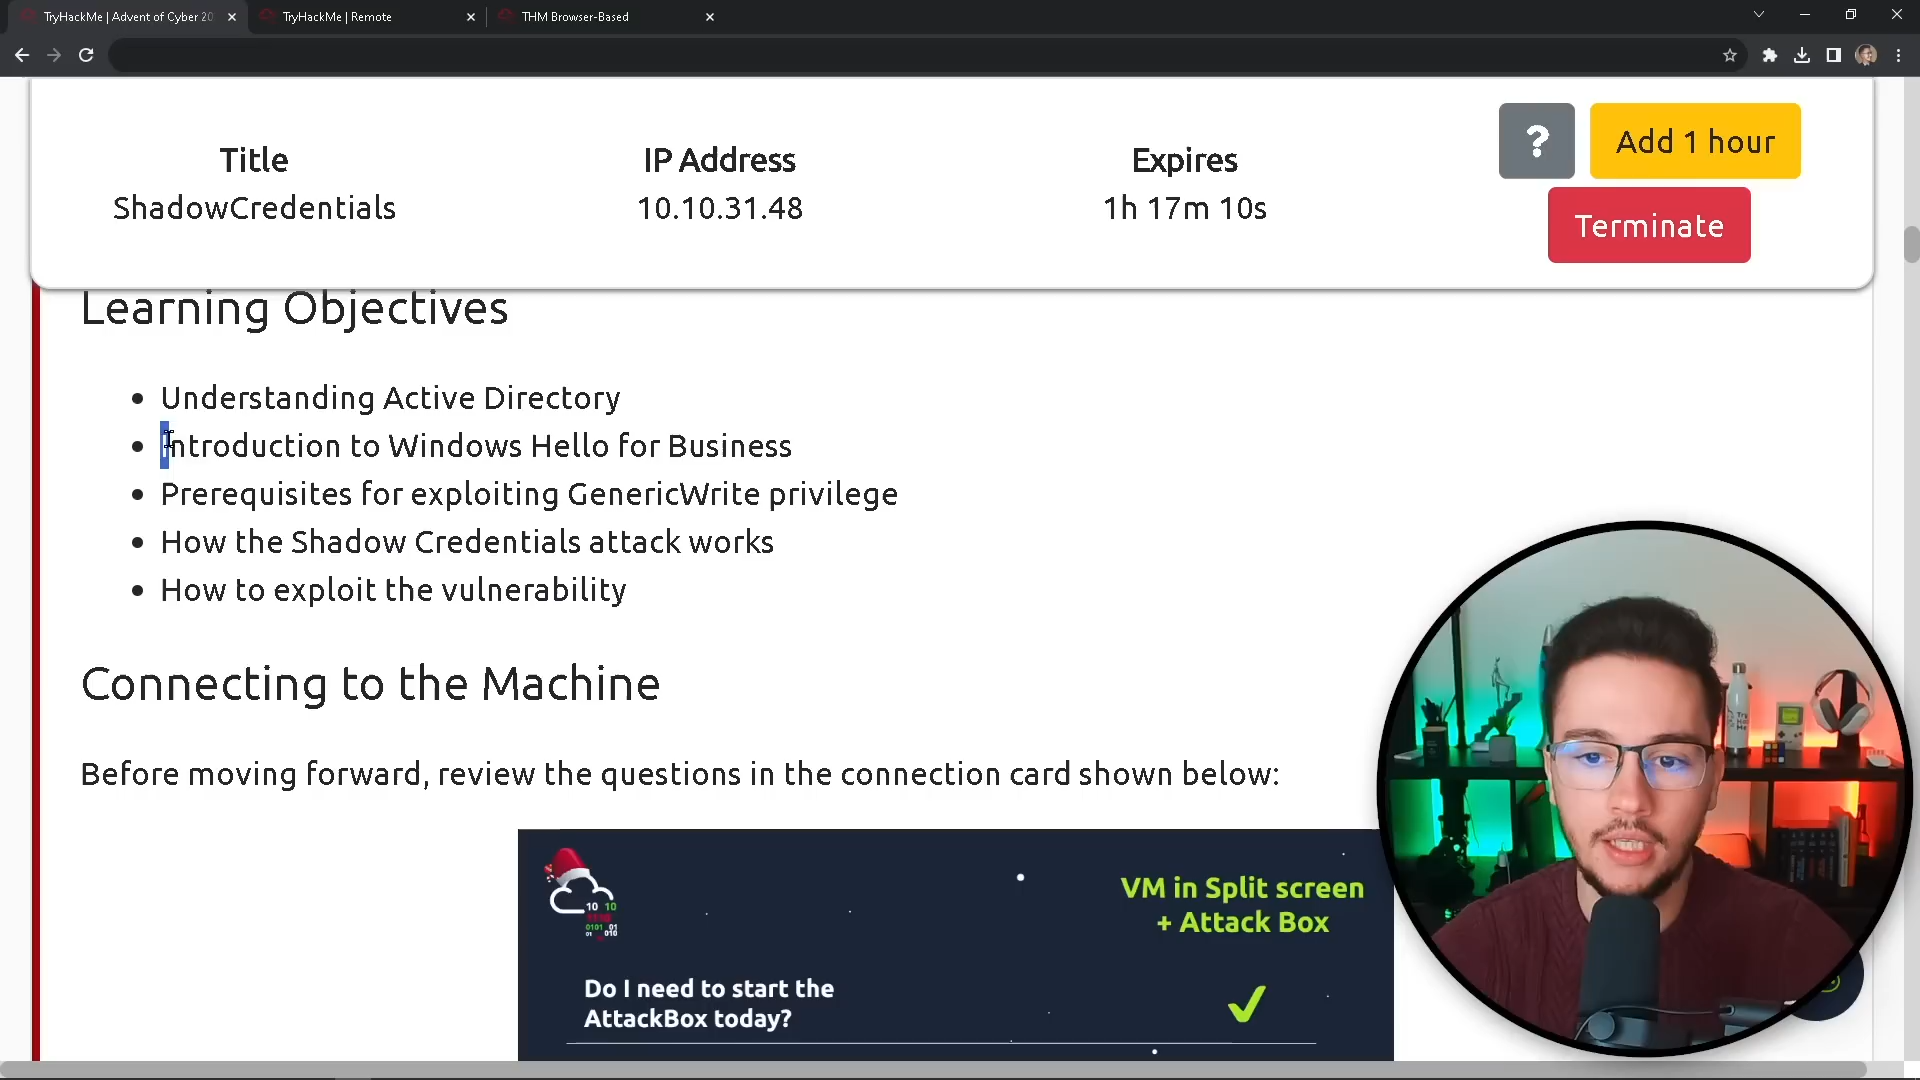 TryHackMe | Advent of Cyber 20
TryHackMe | Remote
THM Browser-Based
Title
IP Address
Expires
?
Add 1 hour
ShadowCredentials
10.10.31.48
1h 17m 10s
Terminate
Learning Objectives
Understanding Active Directory
Introduction to Windows Hello for Business
Prerequisites for exploiting GenericWrite privilege
How the Shadow Credentials attack works
How to exploit the vulnerability
Connecting to the Machine
Before moving forward, review the questions in the connection card shown below:
VM in Split screen
+ Attack Box
Do I need to start the
AttackBox today?